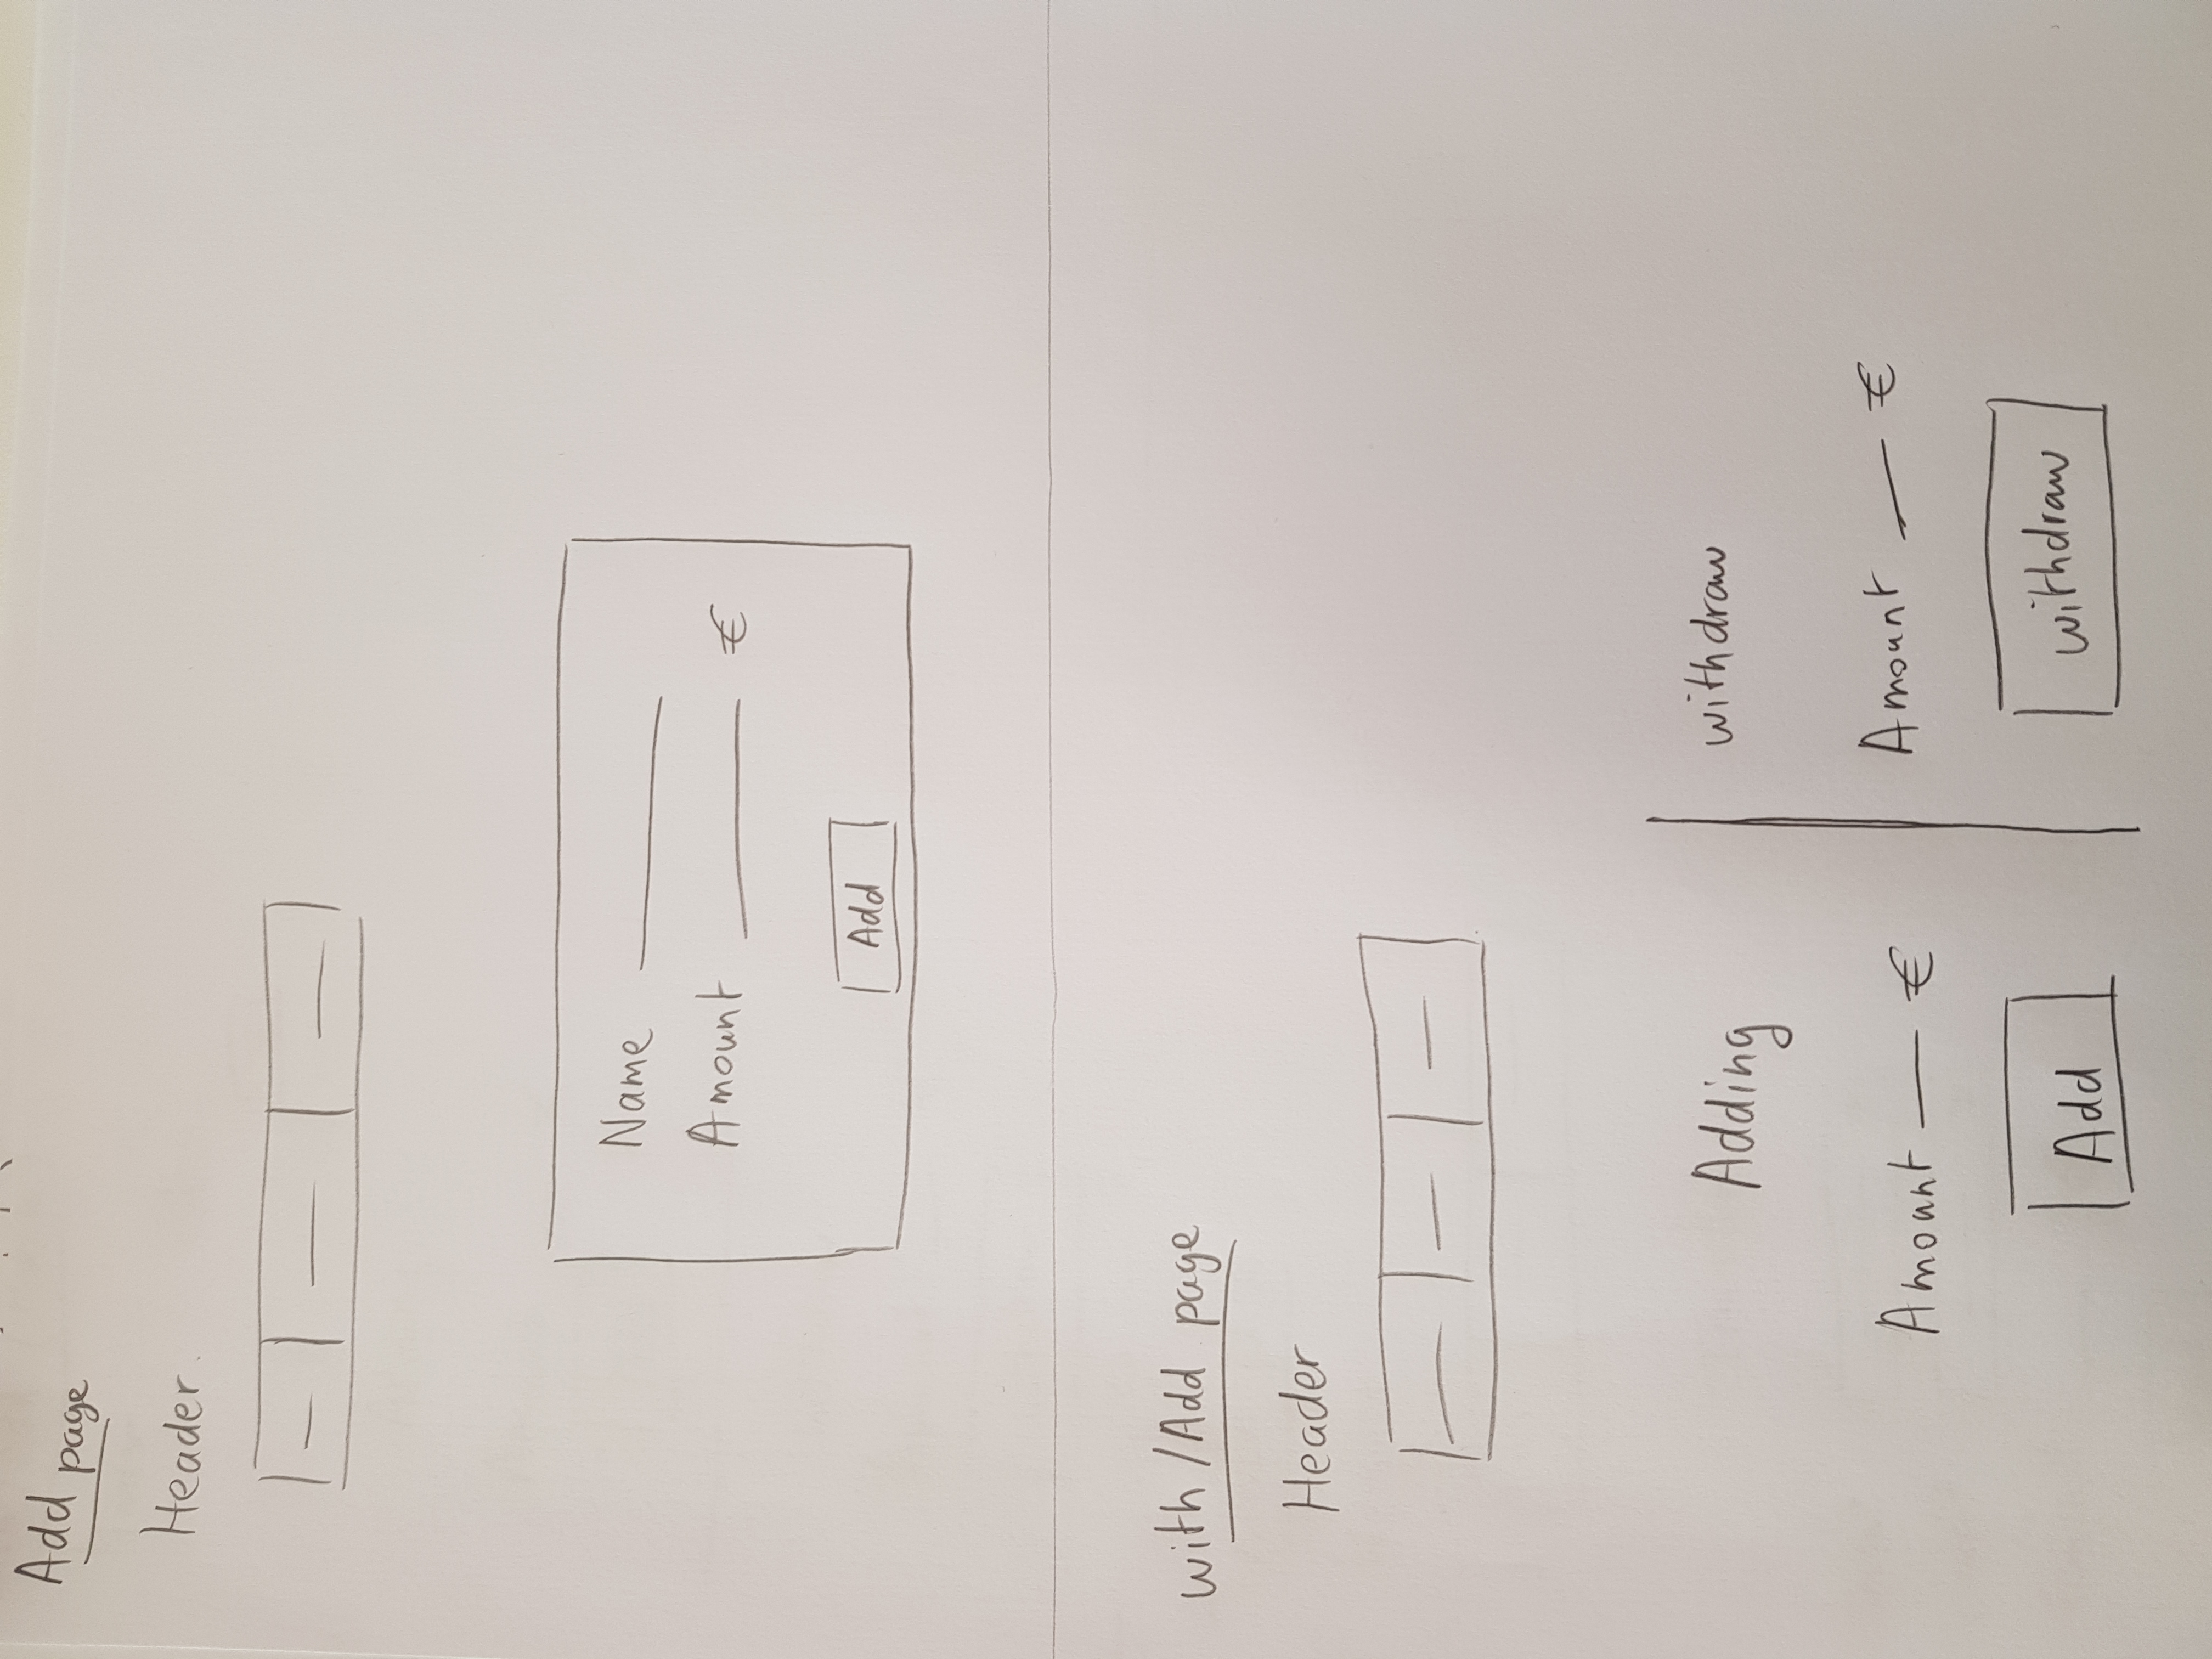 Add page
Header.
Name
Amount €
Add
with/Add page
Header
Adding
withdraw
Amount €
Amount €
Add
withdraw